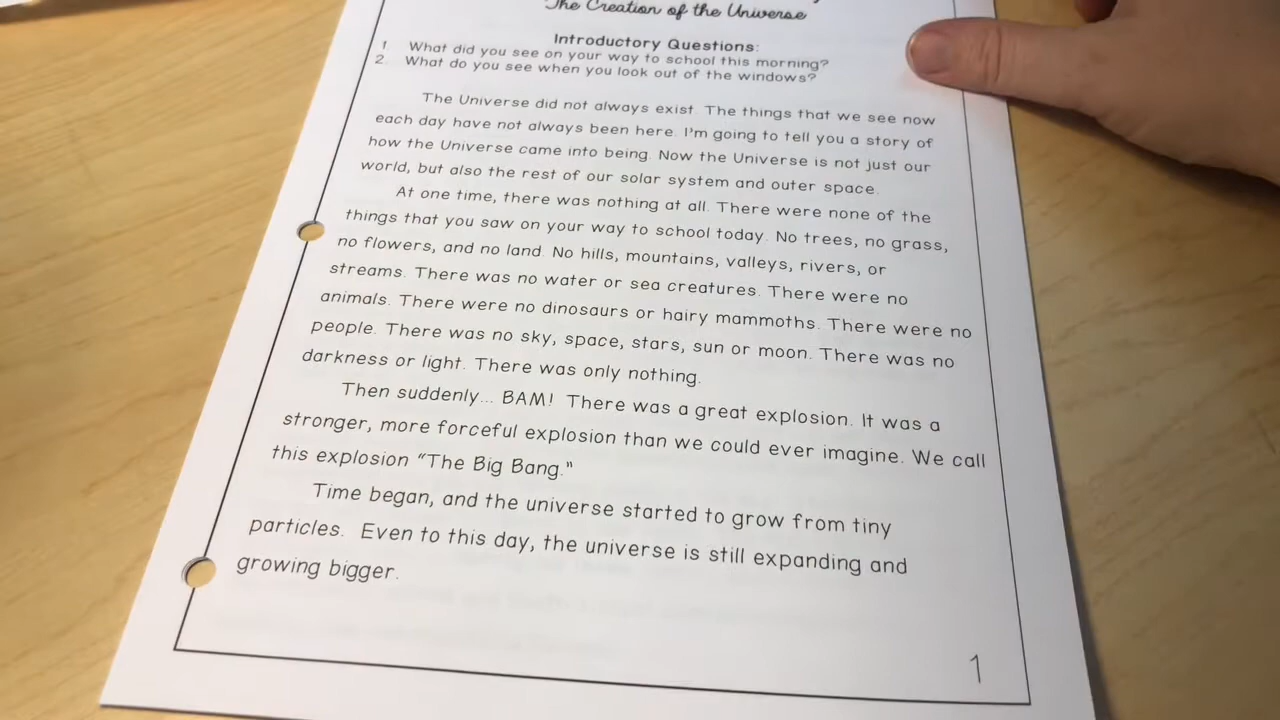 The Creation of the Universe
Introductory Questions:
1. What did you see on your way to school this morning?
2. What do you see when you look out of the windows?
The Universe did not always exist. The things that we see now
each day have not always been here. I'm going to tell you a story of
how the Universe came into being. Now the Universe is not just our
world, but also the rest of our solar system and outer space.
At one time, there was nothing at all. There were none of the
things that you saw on your way to school today. No trees, no grass,
no flowers, and no land. No hills, mountains, valleys, rivers, or
streams. There was no water or sea creatures. There were no
animals. There were no dinosaurs or hairy mammoths. There were no
people. There was no sky, space, stars, sun or moon. There was no
darkness or light. There was only nothing.
Then suddenly... BAM! There was a great explosion. It was a
stronger, more forceful explosion than we could ever imagine. We call
this explosion “The Big Bang.”
Time began, and the universe started to grow from tiny
particles. Even to this day, the universe is still expanding and
growing bigger.
1